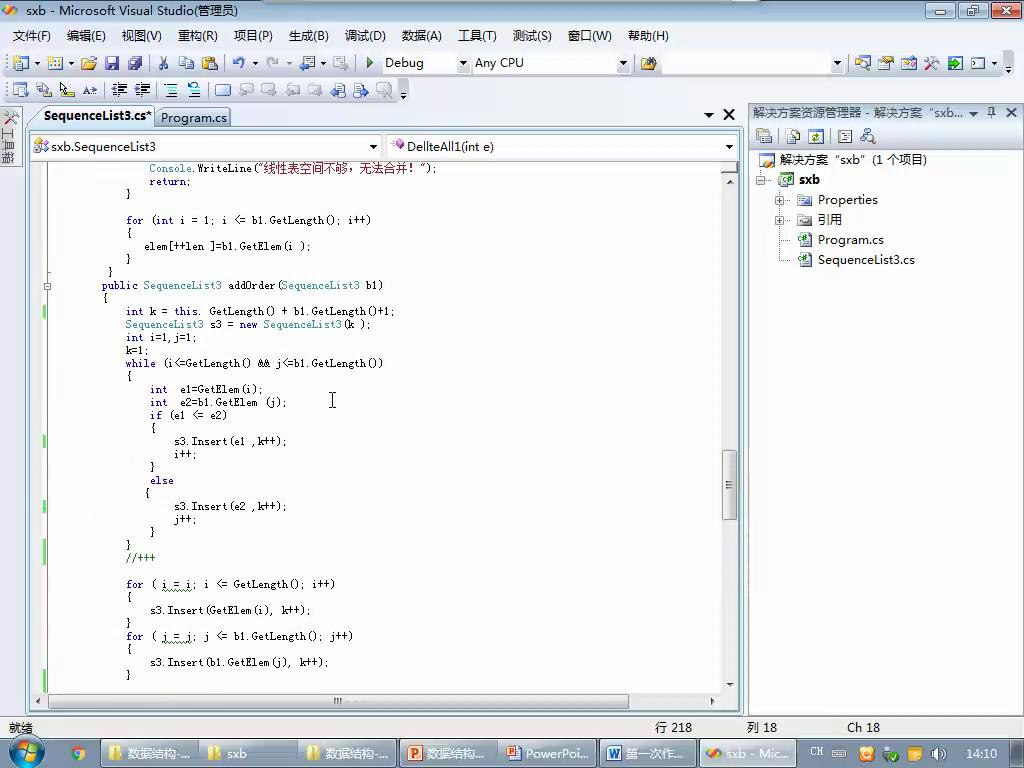 sxb - Microsoft Visual Studio(管理员)
文件(F) 编辑(E) 视图(V) 重构(R) 项目(P) 生成(B) 调试(D) 数据(A) 工具(T) 测试(S) 窗口(W) 帮助(H)
Debug Any CPU
工具箱
SequenceList3.cs* Program.cs
sxb.SequenceList3 DellteAll1(int e)
Console.WriteLine("线性表空间不够，无法合并！");
return;
}
for (int i = 1; i <= b1.GetLength(); i++)
{
elem[++len ]=b1.GetElem(i );
}
}
public SequenceList3 addOrder(SequenceList3 b1)
{
int k = this. GetLength() + b1.GetLength()+1;
SequenceList3 s3 = new SequenceList3(k );
int i=1,j=1;
k=1;
while (i<=GetLength() && j<=b1.GetLength())
{
int  e1=GetElem(i);
int  e2=b1.GetElem (j);
if (e1 <= e2)
{
s3.Insert(e1 ,k++);
i++;
}
else
{
s3.Insert(e2 ,k++);
j++;
}
}
//+++
for ( i = i; i <= GetLength(); i++)
{
s3.Insert(GetElem(i), k++);
}
for ( j = j; j <= b1.GetLength(); j++)
{
s3.Insert(b1.GetElem(j), k++);
}
解决方案资源管理器 - 解决方案 "sxb...
解决方案 "sxb" (1 个项目)
sxb
Properties
引用
Program.cs
SequenceList3.cs
就绪 行 218 列 18 Ch 18
数据结构-... sxb 数据结构-... 数据结构... PowerPoi... 第一次作... sxb - Mic... CH 14:10